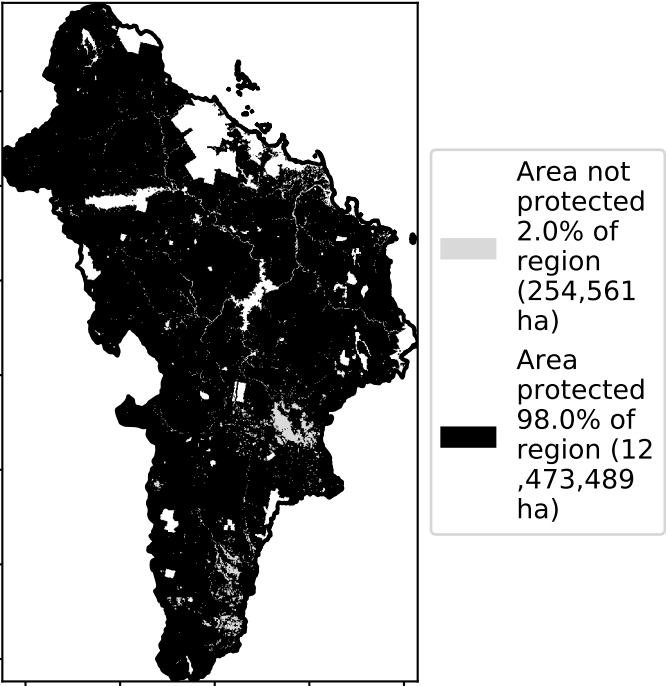 Area not
protected
2.0% of
region
(254,561
ha)
Area
protected
98.0% of
region (12
,473,489
ha)